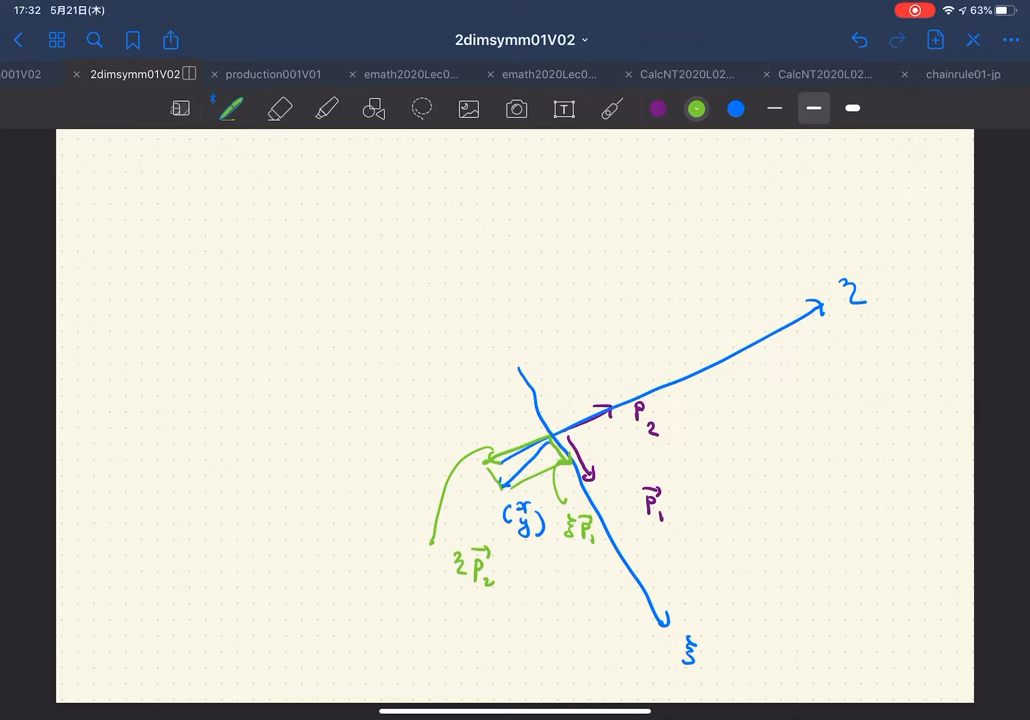 17:32 5月21日(木)
63%
2dimsymm01V02
001V02
2dimsymm01V02
production001V01
emath2020Lec0...
emath2020Lec0...
CalcNT2020L02...
CalcNT2020L02...
chainrule01-jp
η
p₂
p⃗₁
(x
y)
ξp⃗₁
ηp⃗₂
ξ